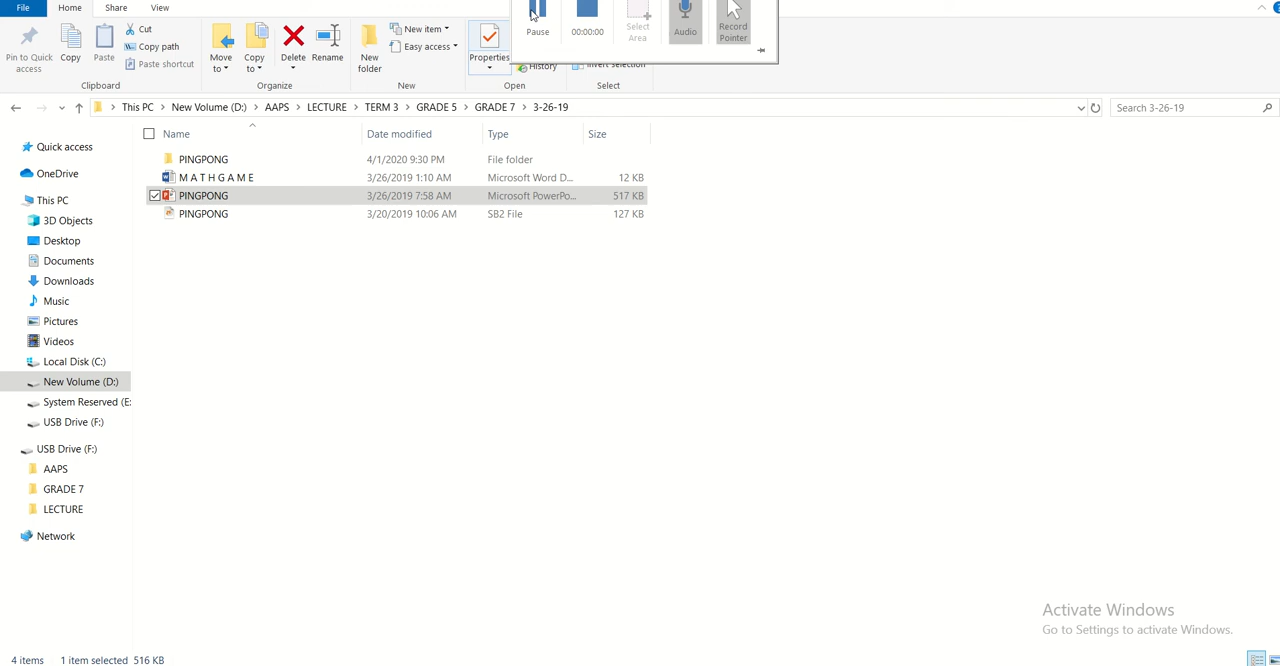 File Home Share View
Pin to Quick access
Copy
Paste
Cut
Copy path
Paste shortcut
Clipboard
Move to
Copy to
Delete
Rename
Organize
New folder
New item
Easy access
New
Properties
History
Open
Invert selection
Select
Pause
00:00:00
Select Area
Audio
Record Pointer
This PC > New Volume (D:) > AAPS > LECTURE > TERM 3 > GRADE 5 > GRADE 7 > 3-26-19
Search 3-26-19
Name Date modified Type Size
PINGPONG 4/1/2020 9:30 PM File folder
M A T H G A M E 3/26/2019 1:10 AM Microsoft Word D... 12 KB
PINGPONG 3/26/2019 7:58 AM Microsoft PowerPo... 517 KB
PINGPONG 3/20/2019 10:06 AM SB2 File 127 KB
Quick access
OneDrive
This PC
3D Objects
Desktop
Documents
Downloads
Music
Pictures
Videos
Local Disk (C:)
New Volume (D:)
System Reserved (E:
USB Drive (F:)
USB Drive (F:)
AAPS
GRADE 7
LECTURE
Network
Activate Windows
Go to Settings to activate Windows.
4 items 1 item selected 516 KB